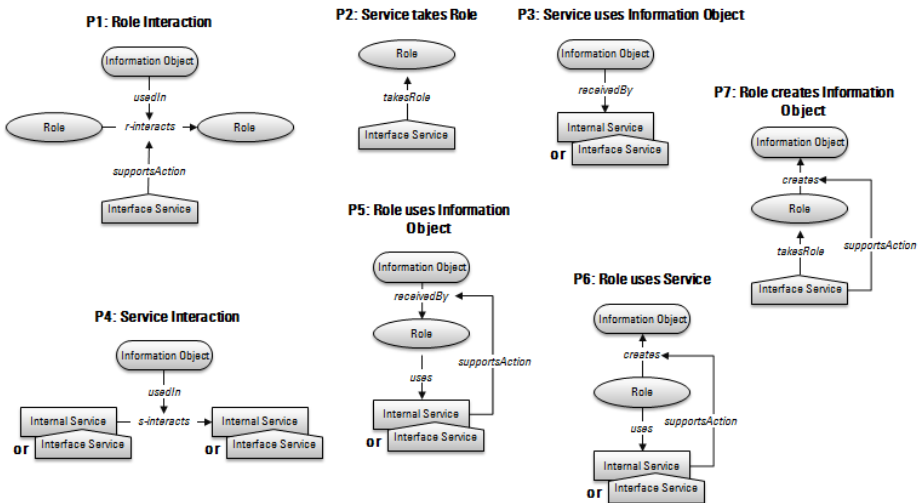 P1: Role Interaction
Information Object
usedIn
Role
r-interacts
Role
supportsAction
Interface Service
P2: Service takes Role
Role
takesRole
Interface Service
P3: Service uses Information Object
Information Object
receivedBy
Internal Service
or
Interface Service
P7: Role creates Information
Object
Information Object
creates
Role
takesRole
supportsAction
Interface Service
P4: Service Interaction
Information Object
usedIn
Internal Service
or
Interface Service
s-interacts
Internal Service
or
Interface Service
P5: Role uses Information
Object
Information Object
receivedBy
Role
supportsAction
uses
Internal Service
or
Interface Service
P6: Role uses Service
Information Object
creates
Role
supportsAction
uses
Internal Service
or
Interface Service